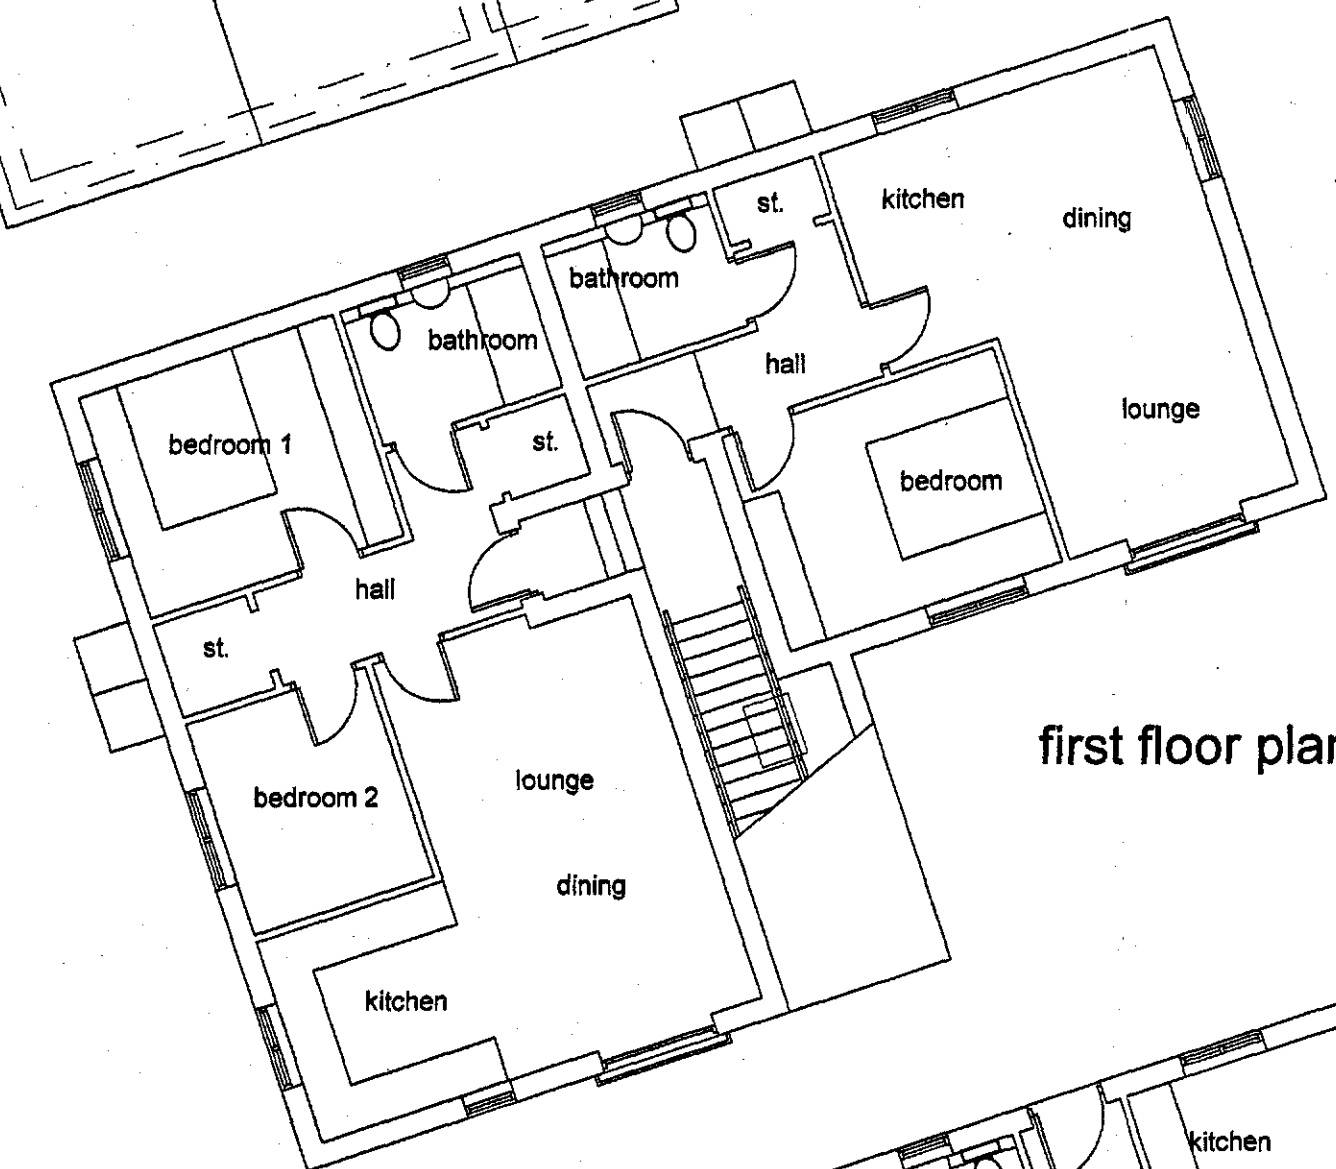 st.
kitchen
dining
bathroom
bathroom
hall
lounge
bedroom 1
st.
bedroom
hall
st.
first floor plan
lounge
bedroom 2
dining
kitchen
kitchen